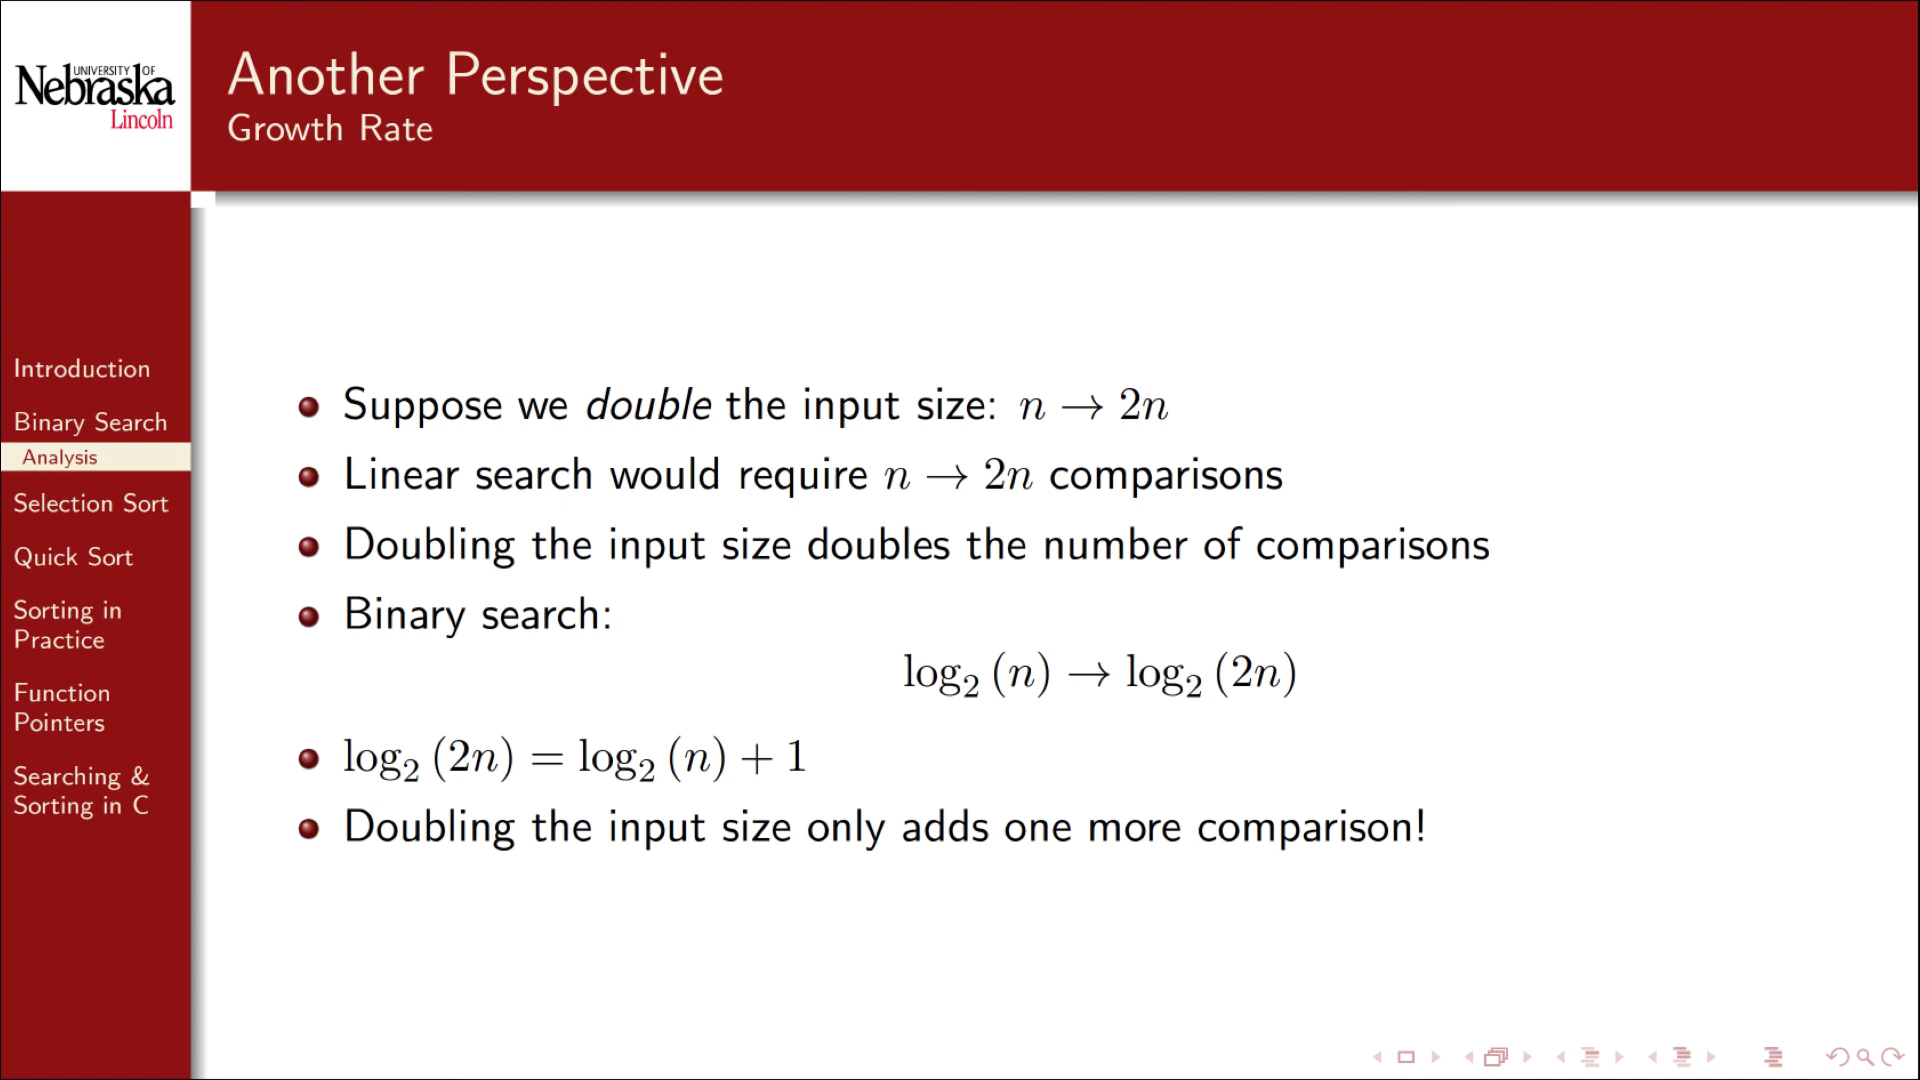 UNIVERSITY OF
Nebraska
Lincoln
Another Perspective
Growth Rate
Introduction
Binary Search
Analysis
Selection Sort
Quick Sort
Sorting in
Practice
Function
Pointers
Searching &
Sorting in C
Suppose we double the input size: n → 2n
Linear search would require n → 2n comparisons
Doubling the input size doubles the number of comparisons
Binary search:
log₂ (n) → log₂ (2n)
log₂ (2n) = log₂ (n) + 1
Doubling the input size only adds one more comparison!